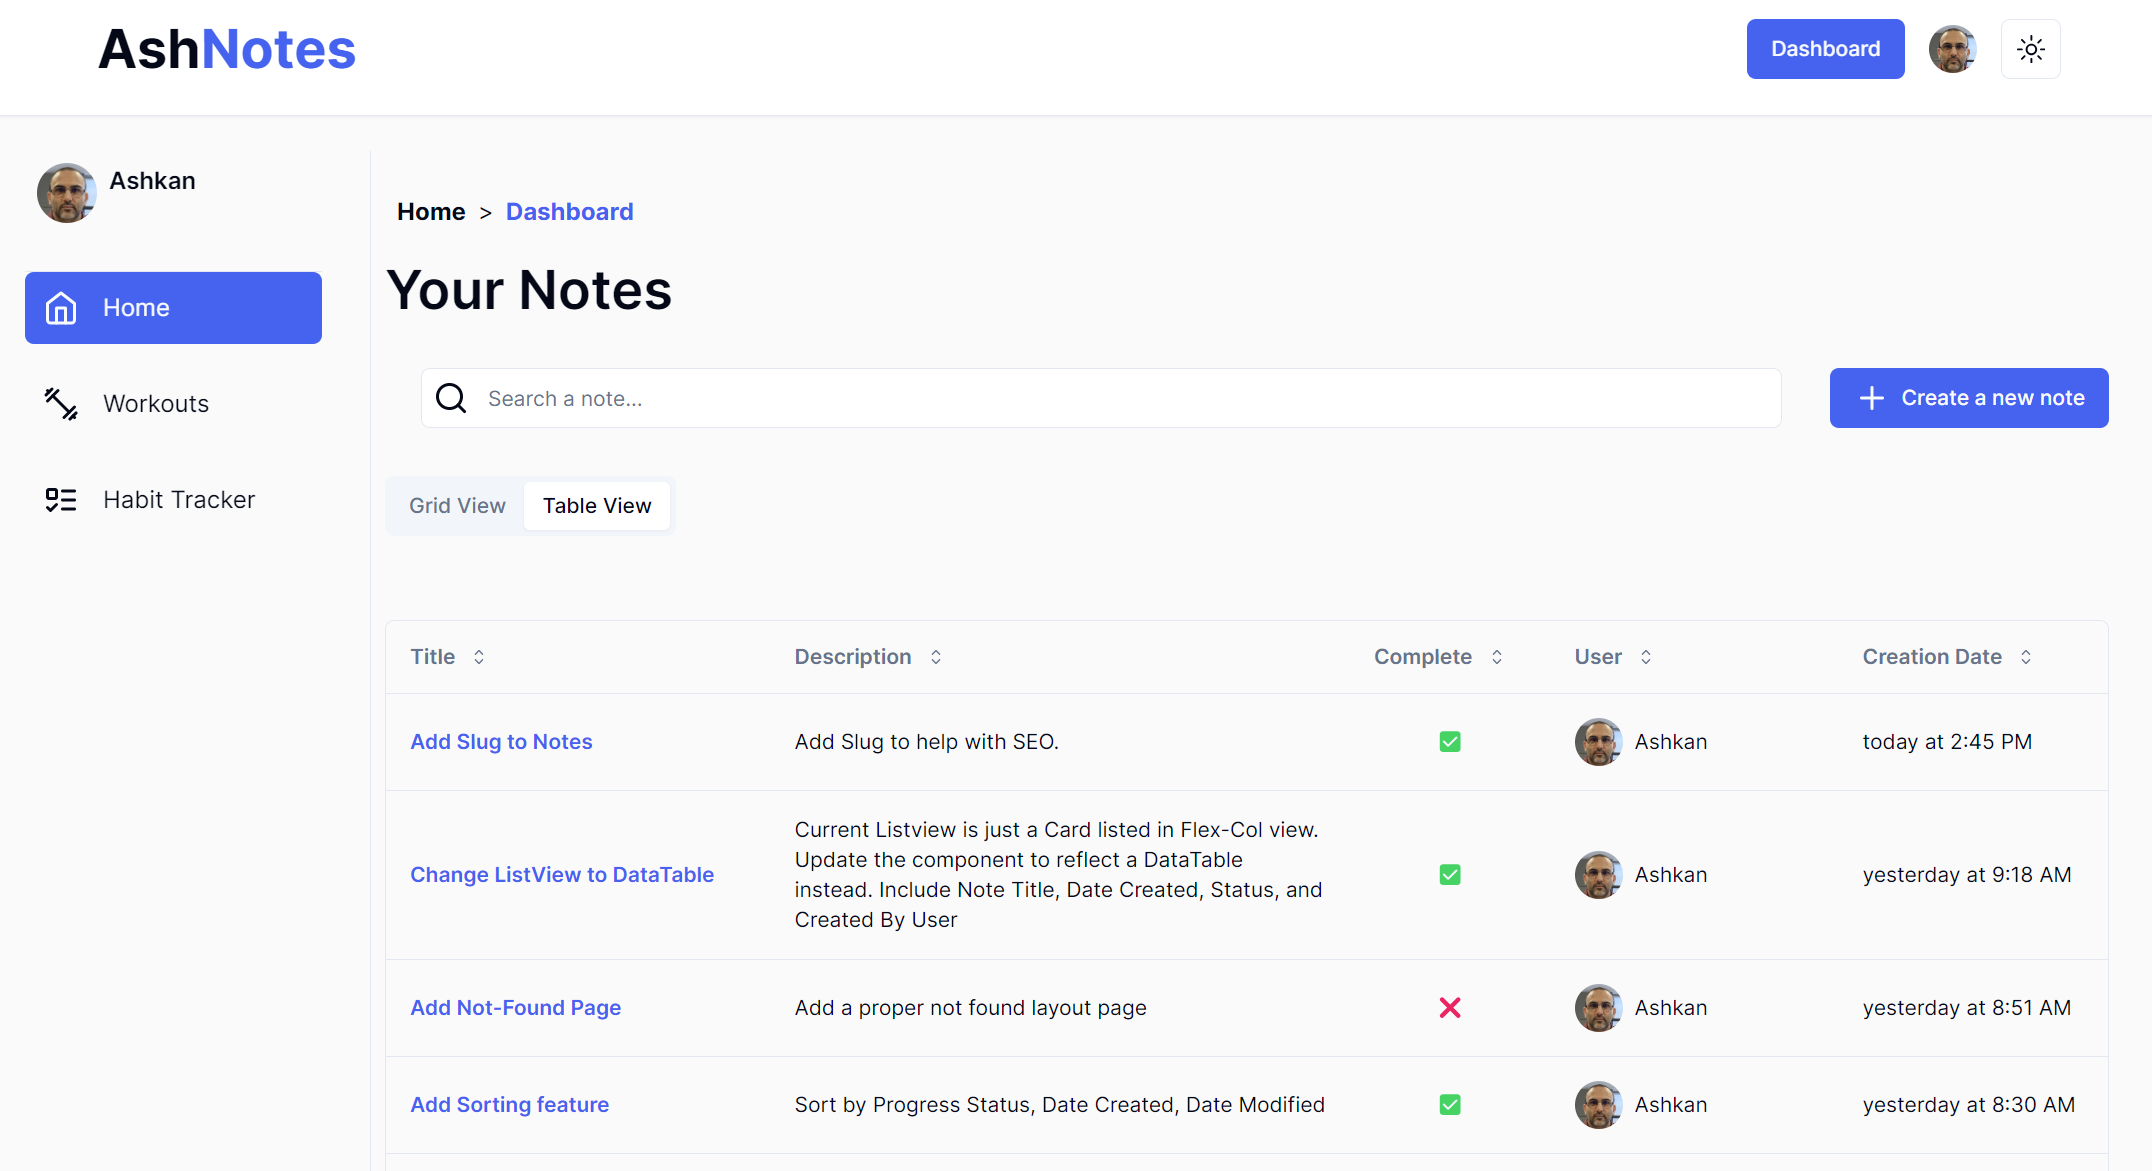 AshNotes
Dashboard
Ashkan
Home
Workouts
Habit Tracker
Home > Dashboard
Your Notes
Search a note...
Create a new note
Grid View Table View
Title Description Complete User Creation Date
Add Slug to Notes Add Slug to help with SEO. Ashkan today at 2:45 PM
Current Listview is just a Card listed in Flex-Col view.
Update the component to reflect a DataTable
Change ListView to DataTable Ashkan yesterday at 9:18 AM
instead. Include Note Title, Date Created, Status, and
Created By User
Add Not-Found Page Add a proper not found layout page Ashkan yesterday at 8:51 AM
Add Sorting feature Sort by Progress Status, Date Created, Date Modified Ashkan yesterday at 8:30 AM